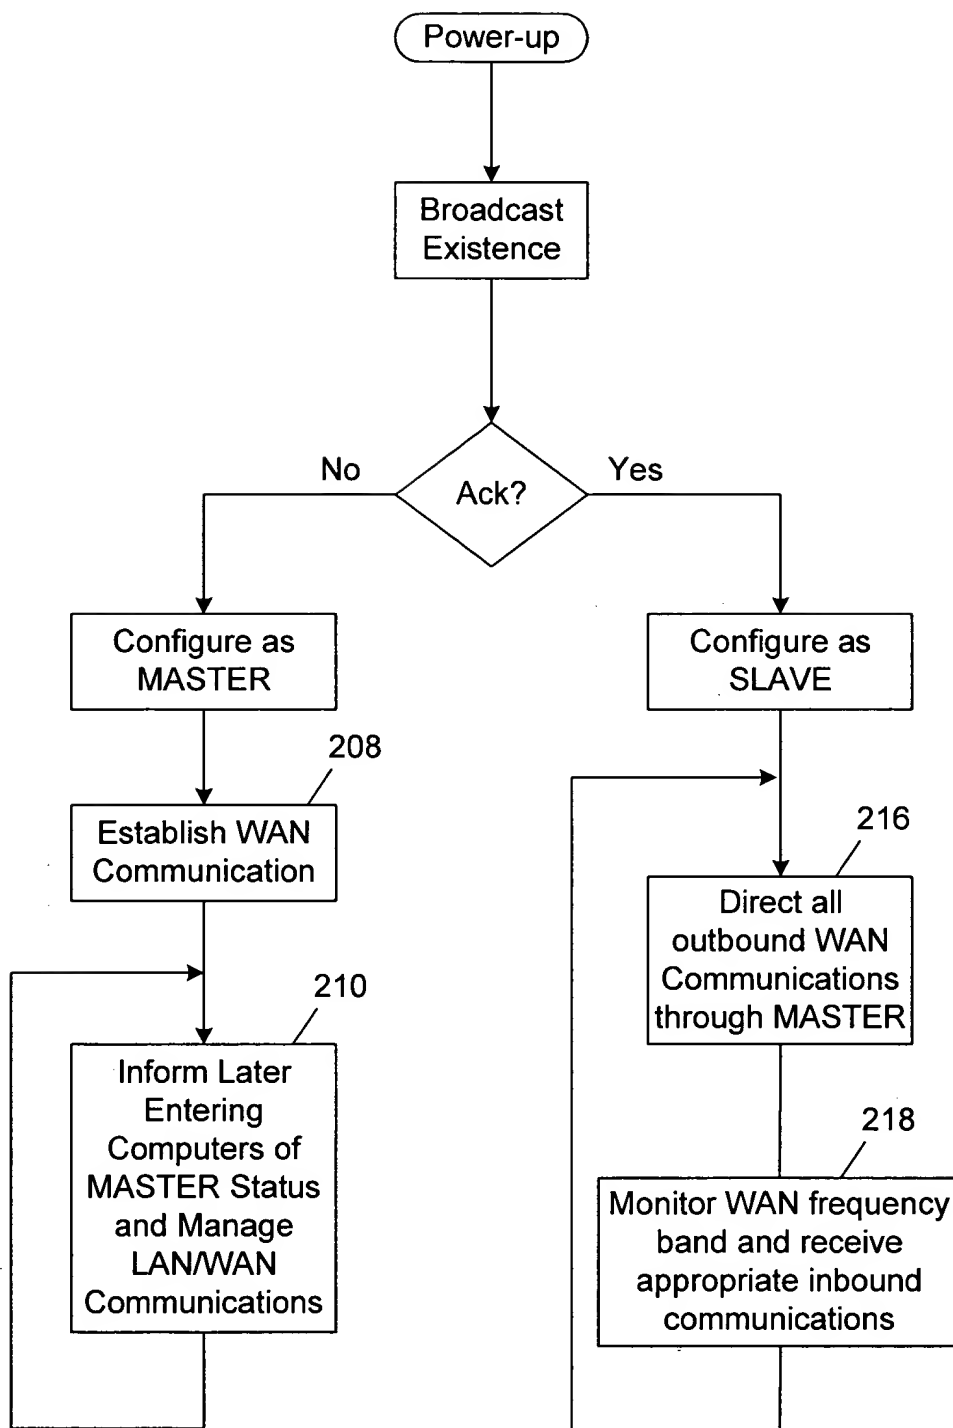 Power-up
Broadcast
Existence
Ack?
No
Yes
Configure as
MASTER
208
Establish WAN
Communication
210
Inform Later
Entering
Computers of
MASTER Status
and Manage
LAN/WAN
Communications
Configure as
SLAVE
216
Direct all
outbound WAN
Communications
through MASTER
218
Monitor WAN frequency
band and receive
appropriate inbound
communications